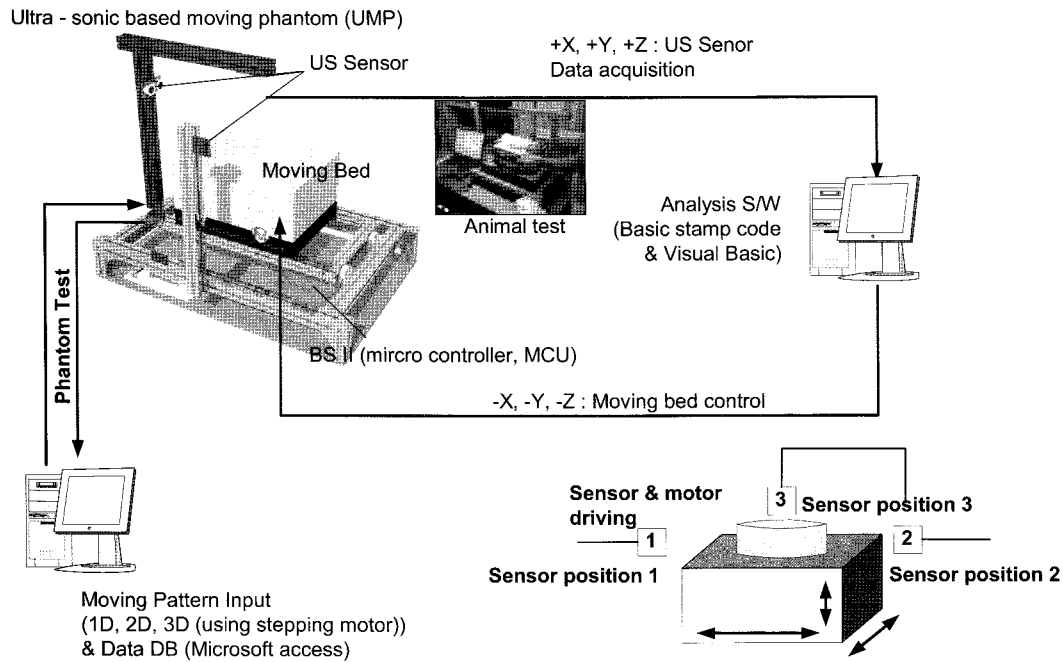 Ultra - sonic based moving phantom (UMP)
US Sensor
+X, +Y, +Z : US Senor
Data acquisition
Moving Bed
Animal test
Analysis S/W
(Basic stamp code
& Visual Basic)
Phantom Test
BS II (mircro controller, MCU)
-X, -Y, -Z : Moving bed control
Moving Pattern Input
(1D, 2D, 3D (using stepping motor))
& Data DB (Microsoft access)
Sensor & motor
driving
3
Sensor position 3
1
2
Sensor position 1
Sensor position 2